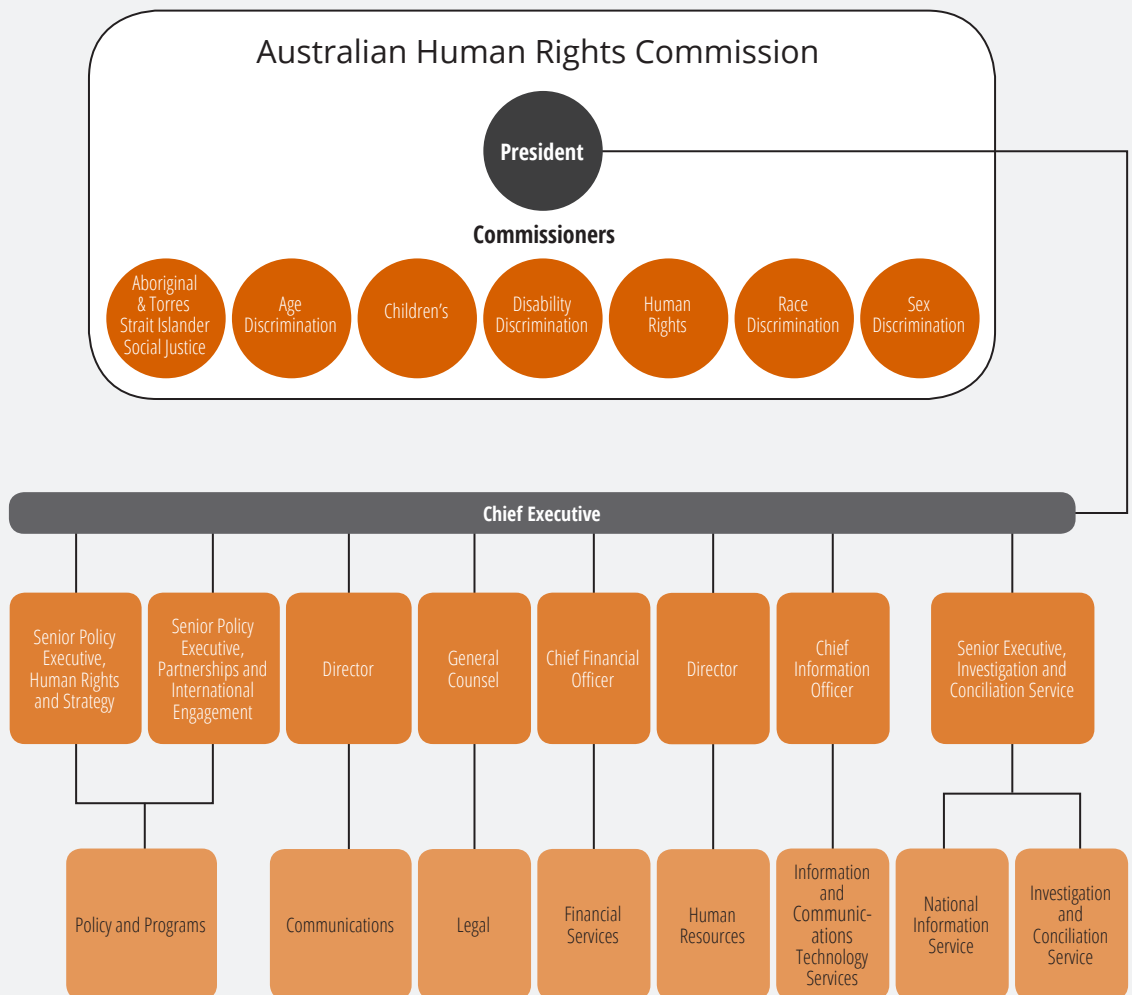 Australian Human Rights Commission
President
Commissioners
Aboriginal
& Torres
Strait Islander
Social Justice
Age
Discrimination
Children’s
Disability
Discrimination
Human
Rights
Race
Discrimination
Sex
Discrimination
Chief Executive
Senior Policy
Executive,
Human Rights
and Strategy
Senior Policy
Executive,
Partnerships and
International
Engagement
Director
General
Counsel
Chief Financial
Officer
Director
Chief
Information
Officer
Senior Executive,
Investigation and
Conciliation Service
Policy and Programs
Communications
Legal
Financial
Services
Human
Resources
Information
and
Communic-
ations
Technology
Services
National
Information
Service
Investigation
and
Conciliation
Service